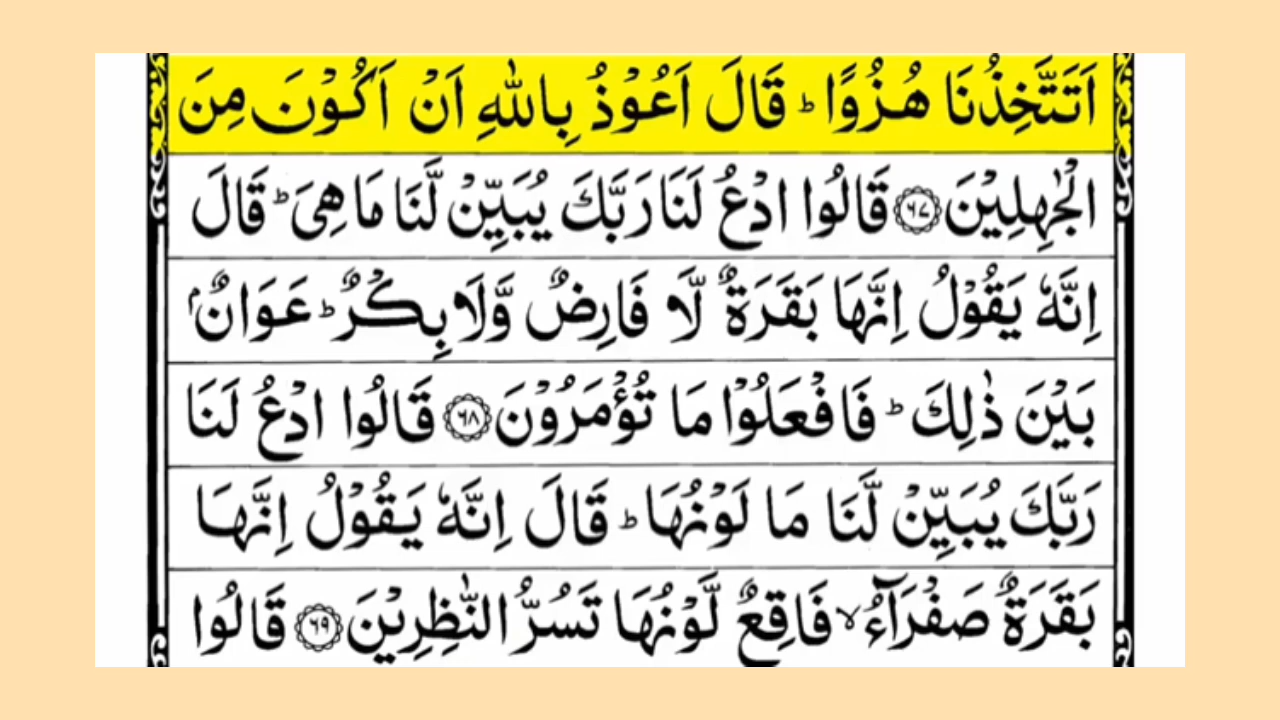 اَتَتَّخِذُنَا هُزُوًا ؕ قَالَ اَعُوْذُ بِاللّٰهِ اَنْ اَكُوْنَ مِنَ
الْجٰهِلِيْنَ ﴿۶۷﴾ قَالُوا ادْعُ لَنَا رَبَّكَ يُبَيِّنْ لَّنَا مَا هِىَ ؕ قَالَ
اِنَّهٗ يَقُوْلُ اِنَّهَا بَقَرَةٌ لَّا فَارِضٌ وَّلَا بِكْرٌ ؕ عَوَانٌۢ
بَيْنَ ذٰلِكَ ؕ فَافْعَلُوْا مَا تُؤْمَرُوْنَ ﴿۶۸﴾ قَالُوا ادْعُ لَنَا
رَبَّكَ يُبَيِّنْ لَّنَا مَا لَوْنُهَا ؕ قَالَ اِنَّهٗ يَقُوْلُ اِنَّهَا
بَقَرَةٌ صَفْرَآءُ ۙ فَاقِعٌ لَّوْنُهَا تَسُرُّ النّٰظِرِيْنَ ﴿۶۹﴾ قَالُوا